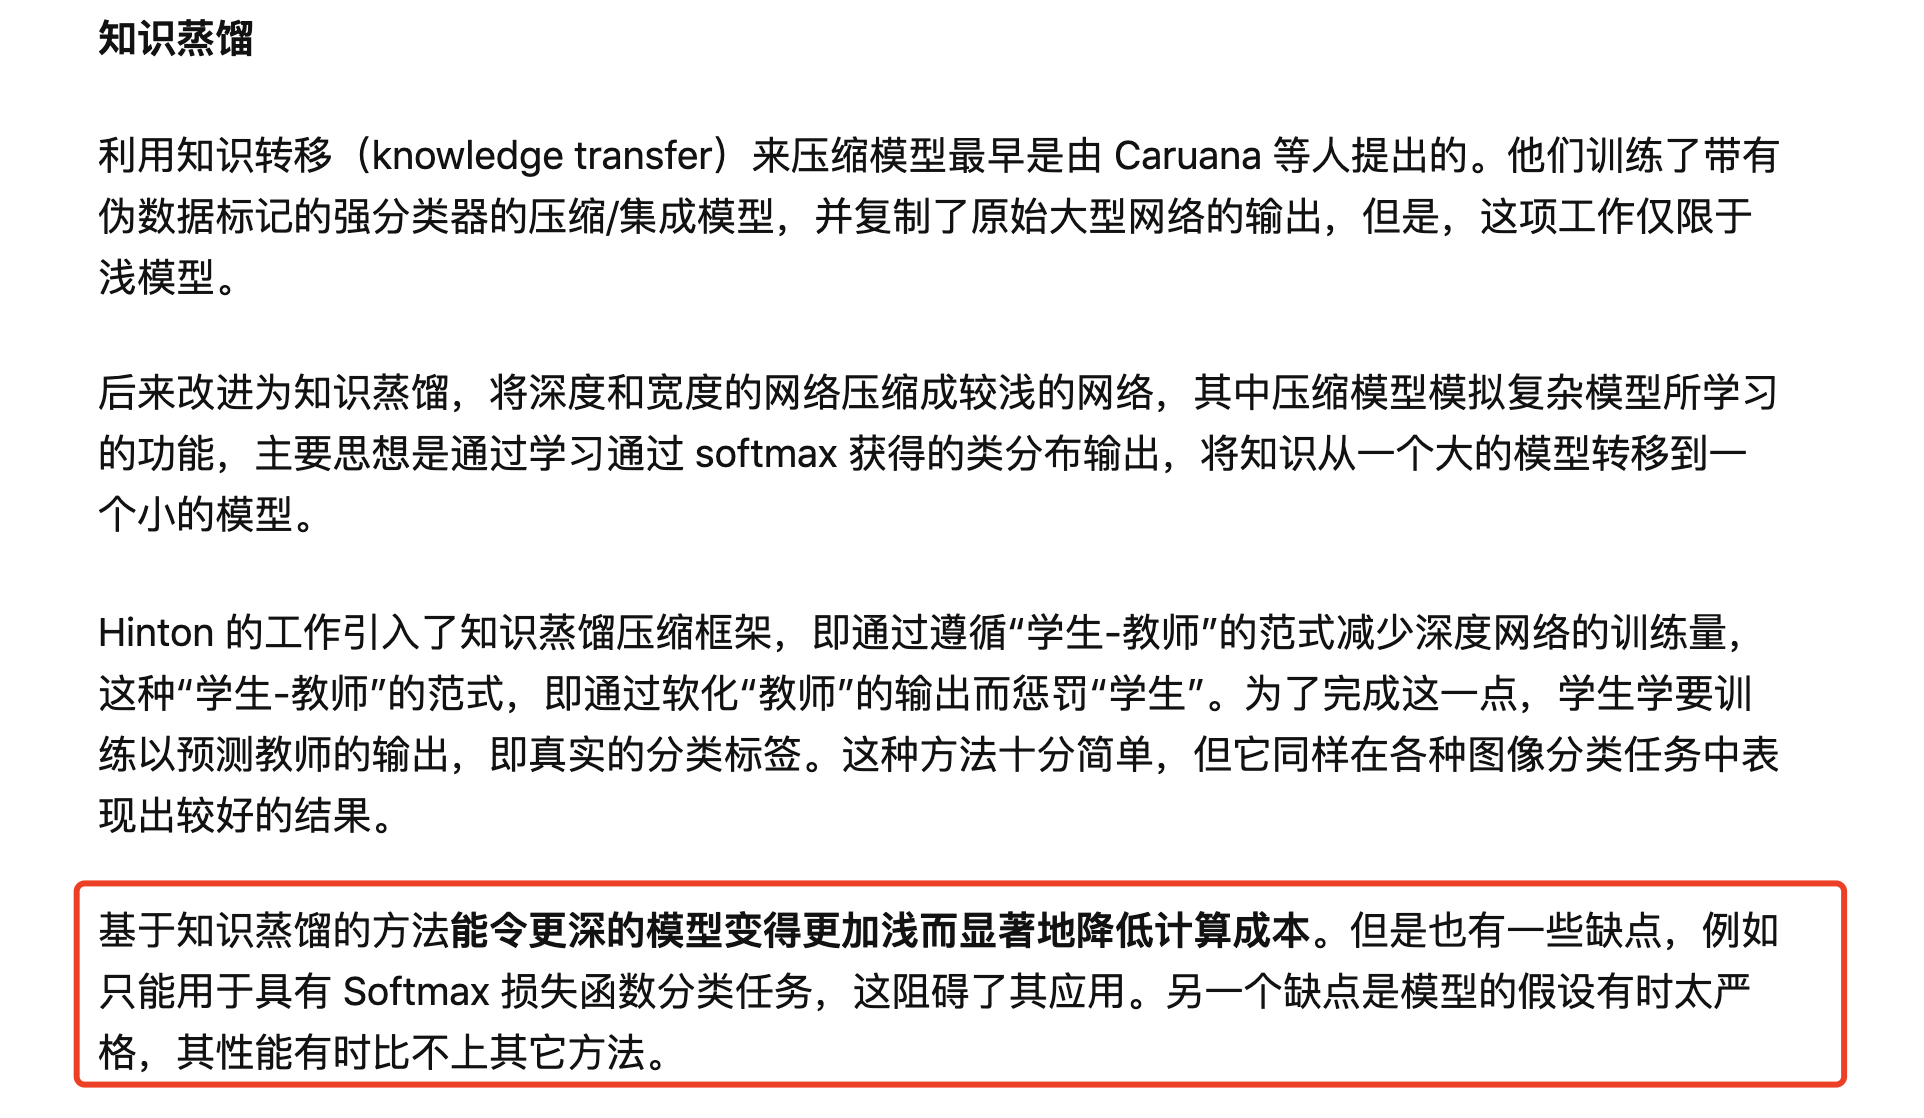 知识蒸馏
利用知识转移（knowledge transfer）来压缩模型最早是由 Caruana 等人提出的。他们训练了带有
伪数据标记的强分类器的压缩/集成模型，并复制了原始大型网络的输出，但是，这项工作仅限于
浅模型。
后来改进为知识蒸馏，将深度和宽度的网络压缩成较浅的网络，其中压缩模型模拟复杂模型所学习
的功能，主要思想是通过学习通过 softmax 获得的类分布输出，将知识从一个大的模型转移到一
个小的模型。
Hinton 的工作引入了知识蒸馏压缩框架，即通过遵循“学生-教师”的范式减少深度网络的训练量，
这种“学生-教师”的范式，即通过软化“教师”的输出而惩罚“学生”。为了完成这一点，学生学要训
练以预测教师的输出，即真实的分类标签。这种方法十分简单，但它同样在各种图像分类任务中表
现出较好的结果。
基于知识蒸馏的方法能令更深的模型变得更加浅而显著地降低计算成本。但是也有一些缺点，例如
只能用于具有 Softmax 损失函数分类任务，这阻碍了其应用。另一个缺点是模型的假设有时太严
格，其性能有时比不上其它方法。